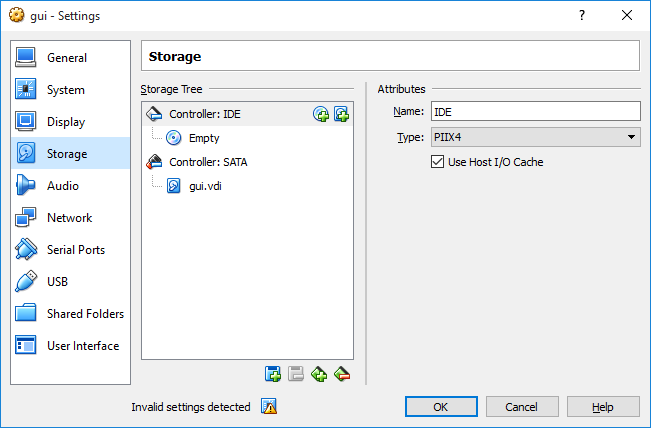 gui - Settings
?
General
System
Display
Storage
Audio
Network
Serial Ports
USB
Shared Folders
User Interface
Storage
Storage Tree
Controller: IDE
Empty
Controller: SATA
gui.vdi
Attributes
Name: IDE
Type: PIIX4
Use Host I/O Cache
Invalid settings detected
OK
Cancel
Help